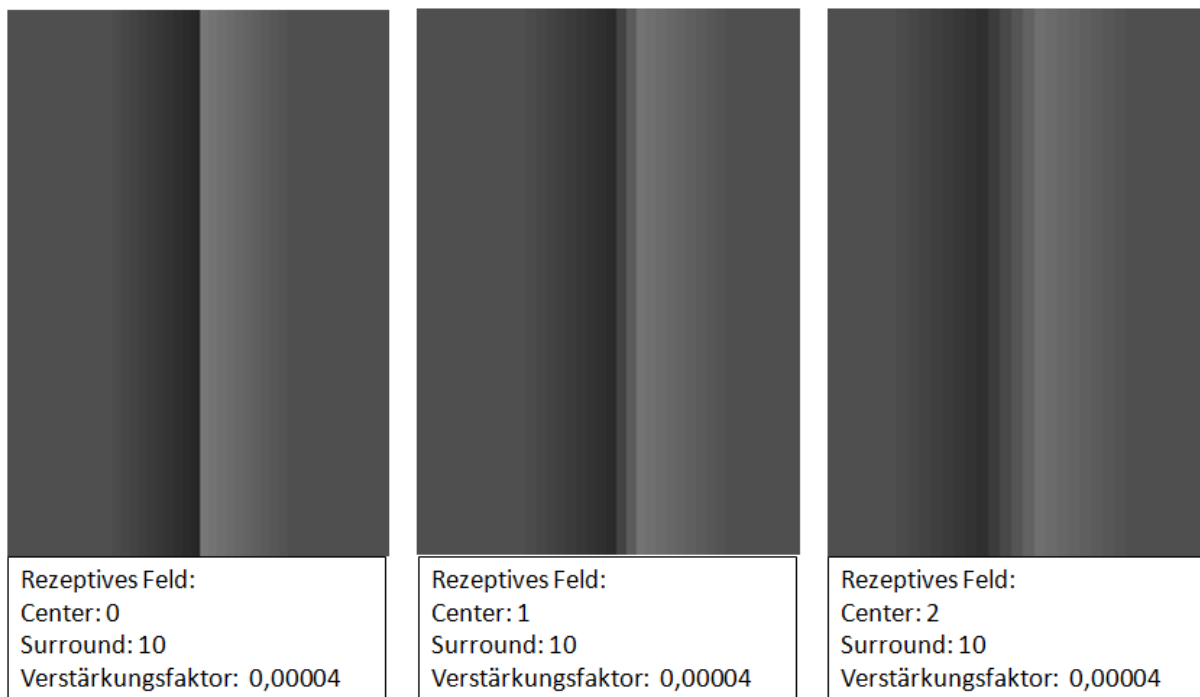 Rezeptives Feld:
Center: 0
Surround: 10
Verstärkungsfaktor: 0,00004
Rezeptives Feld:
Center: 1
Surround: 10
Verstärkungsfaktor: 0,00004
Rezeptives Feld:
Center: 2
Surround: 10
Verstärkungsfaktor: 0,00004